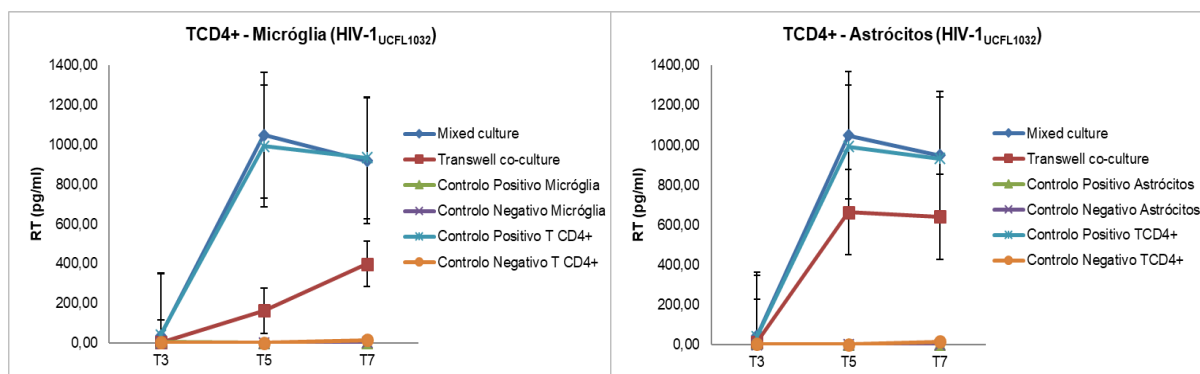 TCD4+ - Micróglia (HIV-1UCFL1032)
RT (pg/ml)
1400,00
1200,00
1000,00
800,00
600,00
400,00
200,00
0,00
T3 T5 T7
Mixed culture
Transwell co-culture
Controlo Positivo Micróglia
Controlo Negativo Micróglia
Controlo Positivo T CD4+
Controlo Negativo T CD4+
TCD4+ - Astrócitos (HIV-1UCFL1032)
RT (pg/ml)
1400,00
1200,00
1000,00
800,00
600,00
400,00
200,00
0,00
T3 T5 T7
Mixed culture
Transwell co-culture
Controlo Positivo Astrócitos
Controlo Negativo Astrócitos
Controlo Positivo TCD4+
Controlo Negativo TCD4+